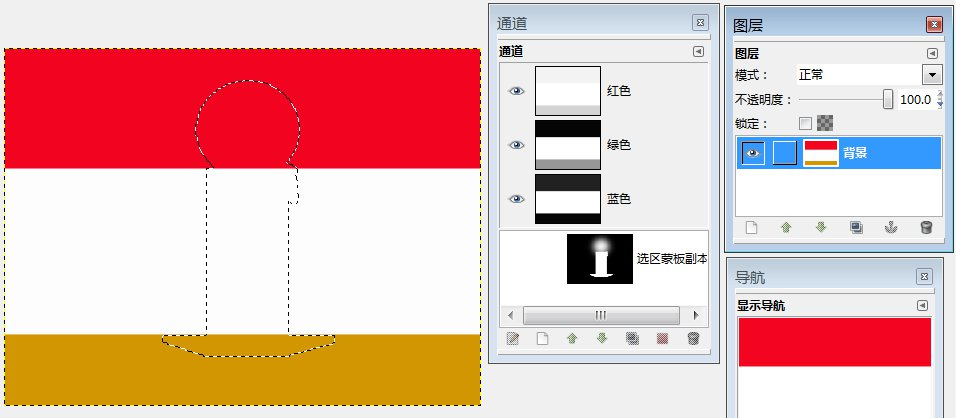 通道
通道
红色
绿色
蓝色
选区蒙板副本
图层
图层
模式：
正常
不透明度：
100.0
锁定：
背景
导航
显示导航